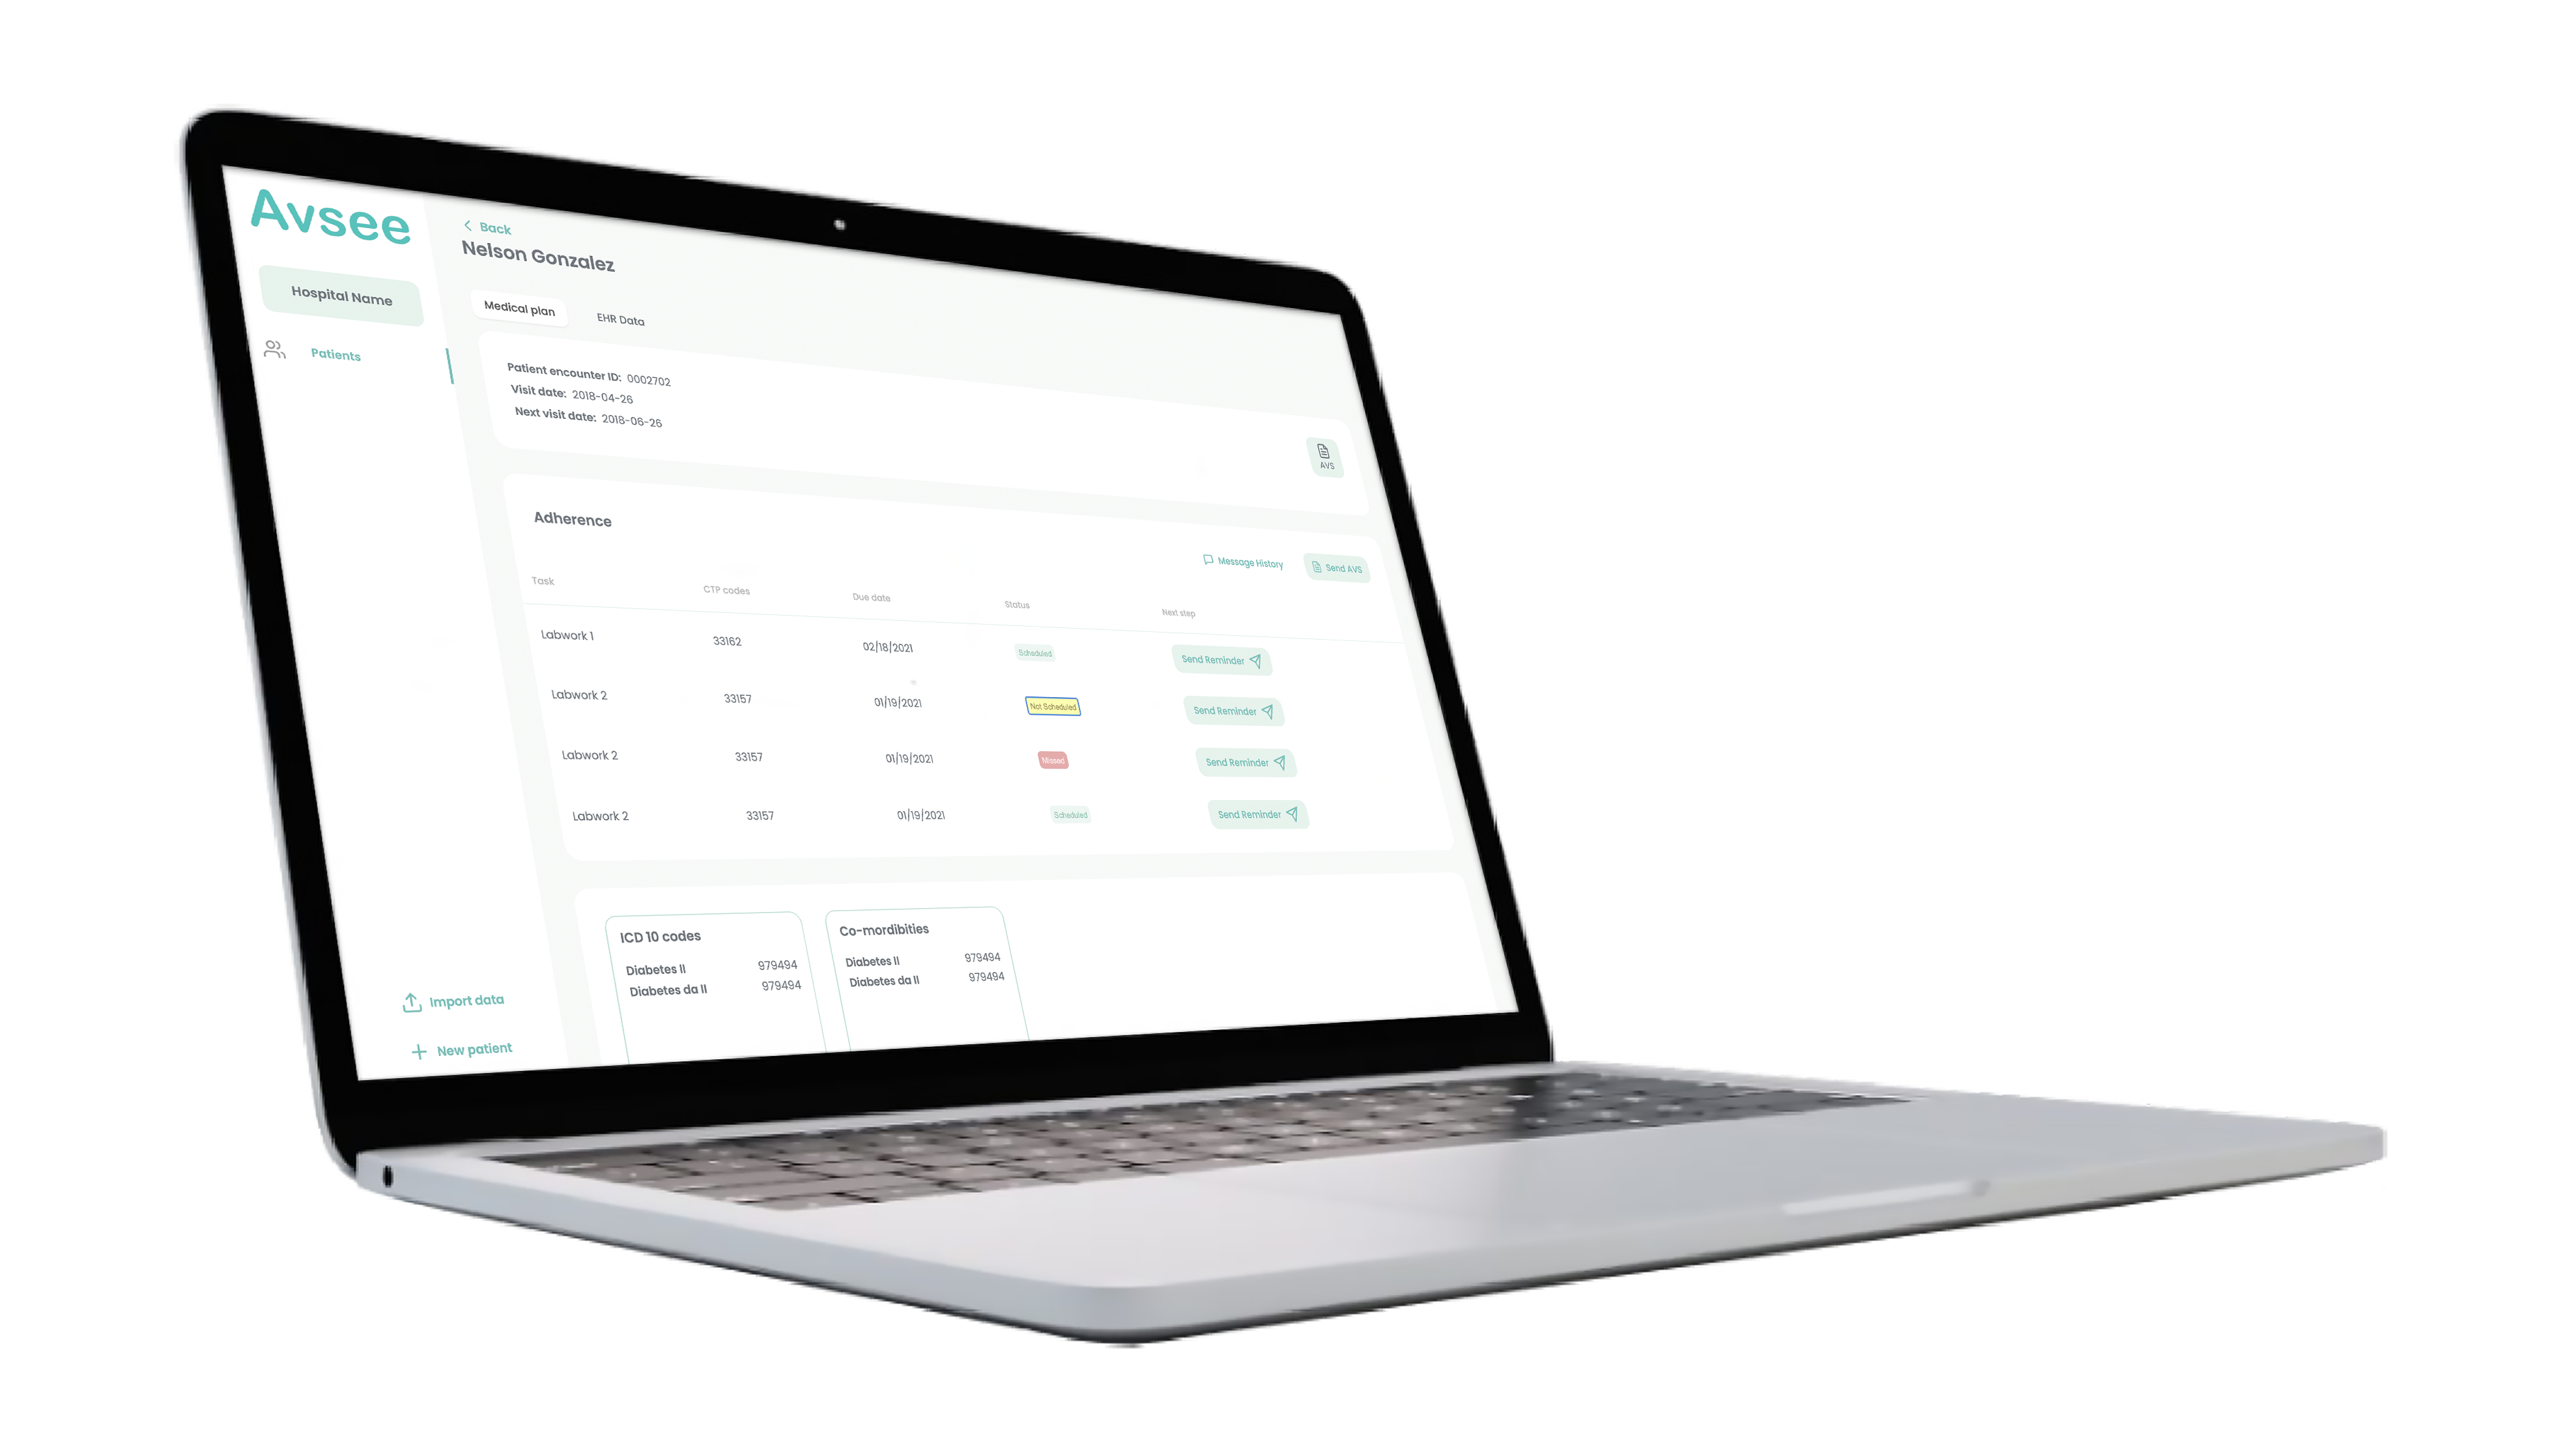 Avsee
Hospital Name
Patients
Import data
New patient
Back
Nelson Gonzalez
Medical plan EHR Data
Patient encounter ID: 0002702
Visit date: 2018-04-26
Next visit date: 2018-06-26
AVS
Adherence
Message History Send AVS
Task CTP codes Due date Status Next step
Labwork 1 33162 02/18/2021 Scheduled Send Reminder
Labwork 2 33157 01/19/2021 Not Scheduled Send Reminder
Labwork 2 33157 01/19/2021 Missed Send Reminder
Labwork 2 33157 01/19/2021 Scheduled Send Reminder
ICD 10 codes
Diabetes II 979494
Diabetes da II 979494
Co-mordibities
Diabetes II 979494
Diabetes da II 979494